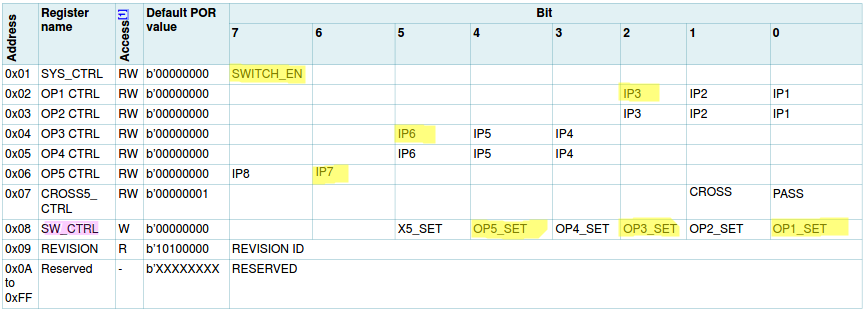 Address Register name Access[1] Default POR value Bit
7 6 5 4 3 2 1 0
0x01 SYS_CTRL RW b'00000000 SWITCH_EN
0x02 OP1 CTRL RW b'00000000 IP3 IP2 IP1
0x03 OP2 CTRL RW b'00000000 IP3 IP2 IP1
0x04 OP3 CTRL RW b'00000000 IP6 IP5 IP4
0x05 OP4 CTRL RW b'00000000 IP6 IP5 IP4
0x06 OP5 CTRL RW b'00000000 IP8 IP7
0x07 CROSS5_ CTRL RW b'00000001 CROSS PASS
0x08 SW_CTRL W b'00000000 X5_SET OP5_SET OP4_SET OP3_SET OP2_SET OP1_SET
0x09 REVISION R b'10100000 REVISION ID
0x0A to 0xFF Reserved - b'XXXXXXXX RESERVED